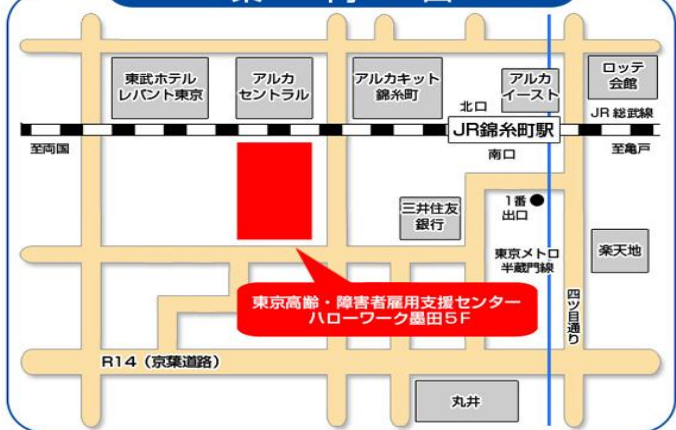 案内図
東武ホテル
レバント東京
アルカ
セントラル
アルカキット
錦糸町
アルカ
イースト
ロッテ
会館
北口
JR 総武線
JR錦糸町駅
至両国
南口
至亀戸
三井住友
銀行
1番
出口
東京メトロ
半蔵門線
楽天地
四ツ目通り
東京高齢・障害者雇用支援センター
ハローワーク墨田5F
R14(京葉道路)
丸井